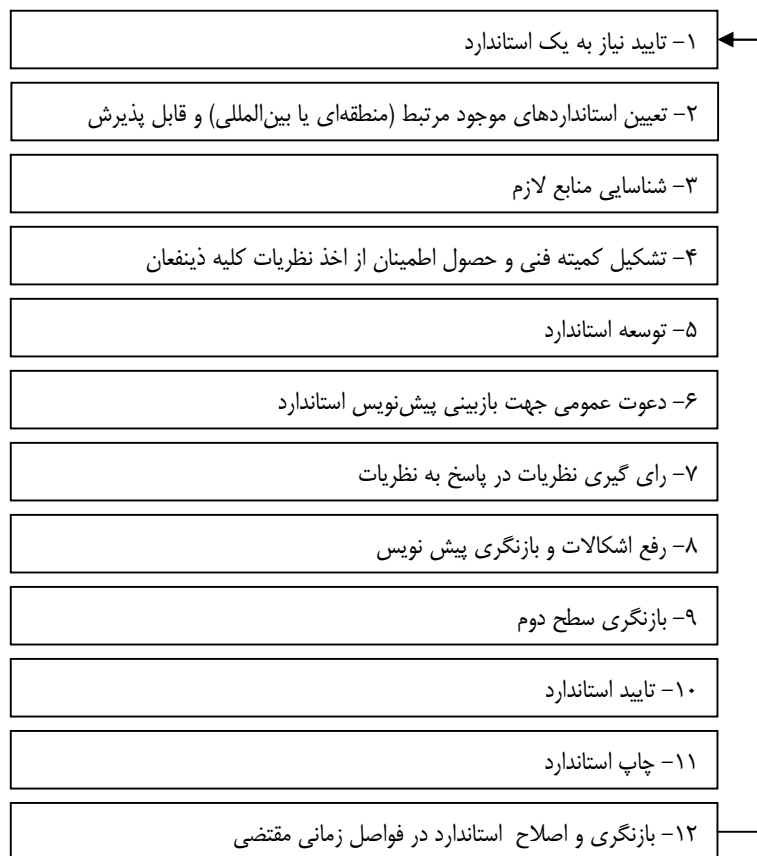 ۱- تایید نیاز به یک استاندارد
۲- تعیین استانداردهای موجود مرتبط (منطقه‌ای یا بین‌المللی) و قابل پذیرش
۳- شناسایی منابع لازم
۴- تشکیل کمیته فنی و حصول اطمینان از اخذ نظریات کلیه ذینفعان
۵- توسعه استاندارد
۶- دعوت عمومی جهت بازبینی پیش‌نویس استاندارد
۷- رای گیری نظریات در پاسخ به نظریات
۸- رفع اشکالات و بازنگری پیش نویس
۹- بازنگری سطح دوم
۱۰- تایید استاندارد
۱۱- چاپ استاندارد
۱۲- بازنگری و اصلاح استاندارد در فواصل زمانی مقتضی